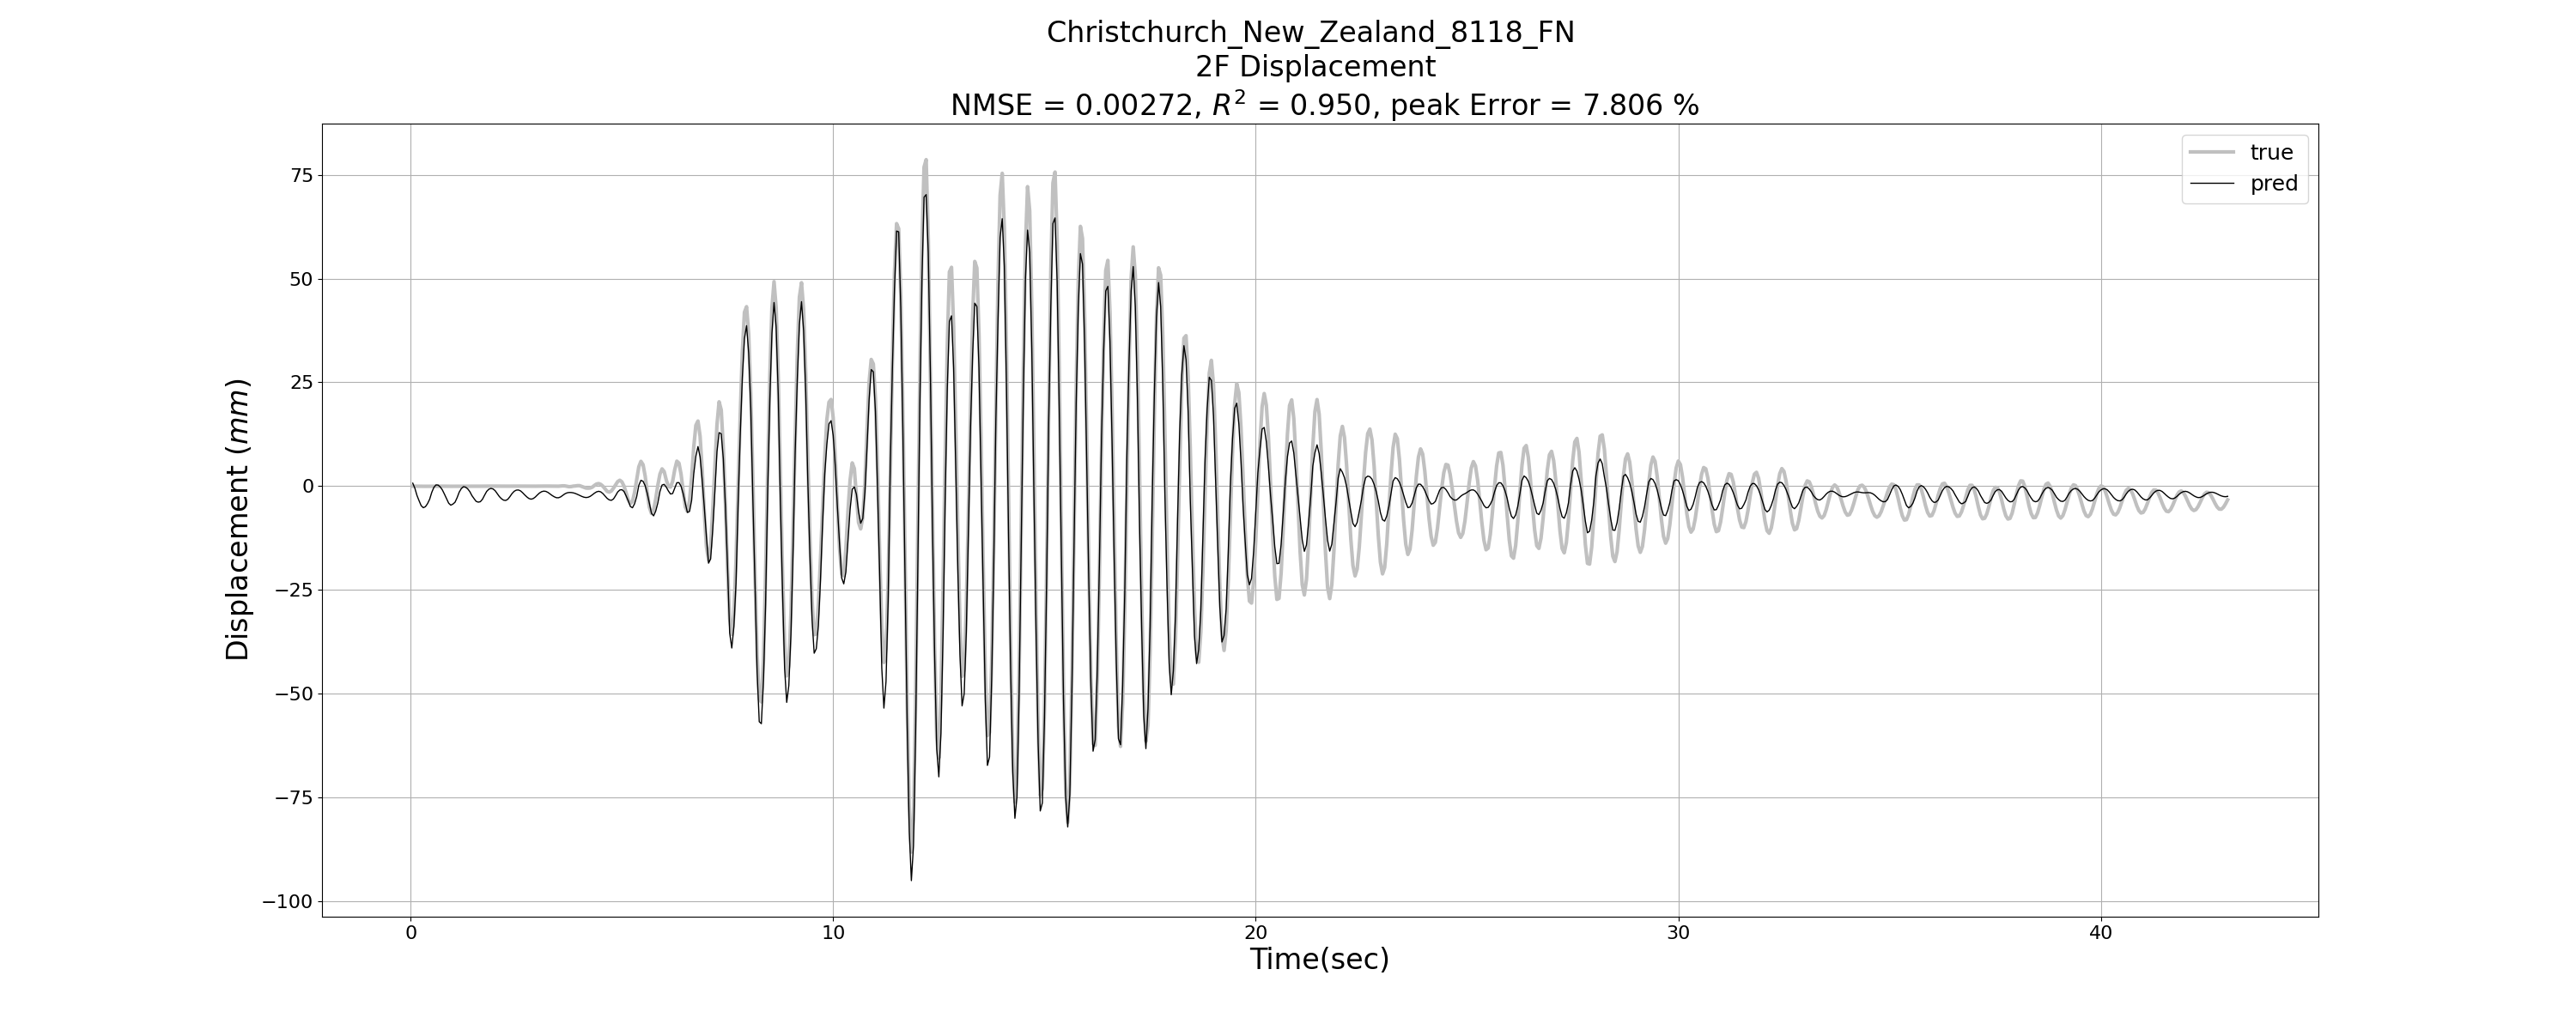 Christchurch_New_Zealand_8118_FN
2F Displacement
NMSE = 0.00272, R² = 0.950, peak Error = 7.806 %
true
pred
75
50
25
0
−25
−50
−75
−100
Displacement (mm)
0 10 20 30 40
Time(sec)